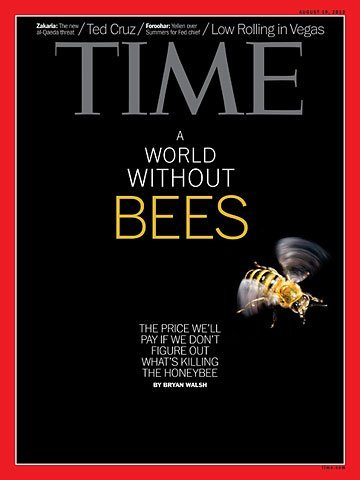 AUGUST 19, 2013
Zakaria: The new al-Qaeda threat / Ted Cruz / Foroohar: Yellen over Summers for Fed chief / Low Rolling in Vegas
TIME
A
WORLD
WITHOUT
BEES
THE PRICE WE'LL
PAY IF WE DON'T
FIGURE OUT
WHAT'S KILLING
THE HONEYBEE
BY BRYAN WALSH
time.com